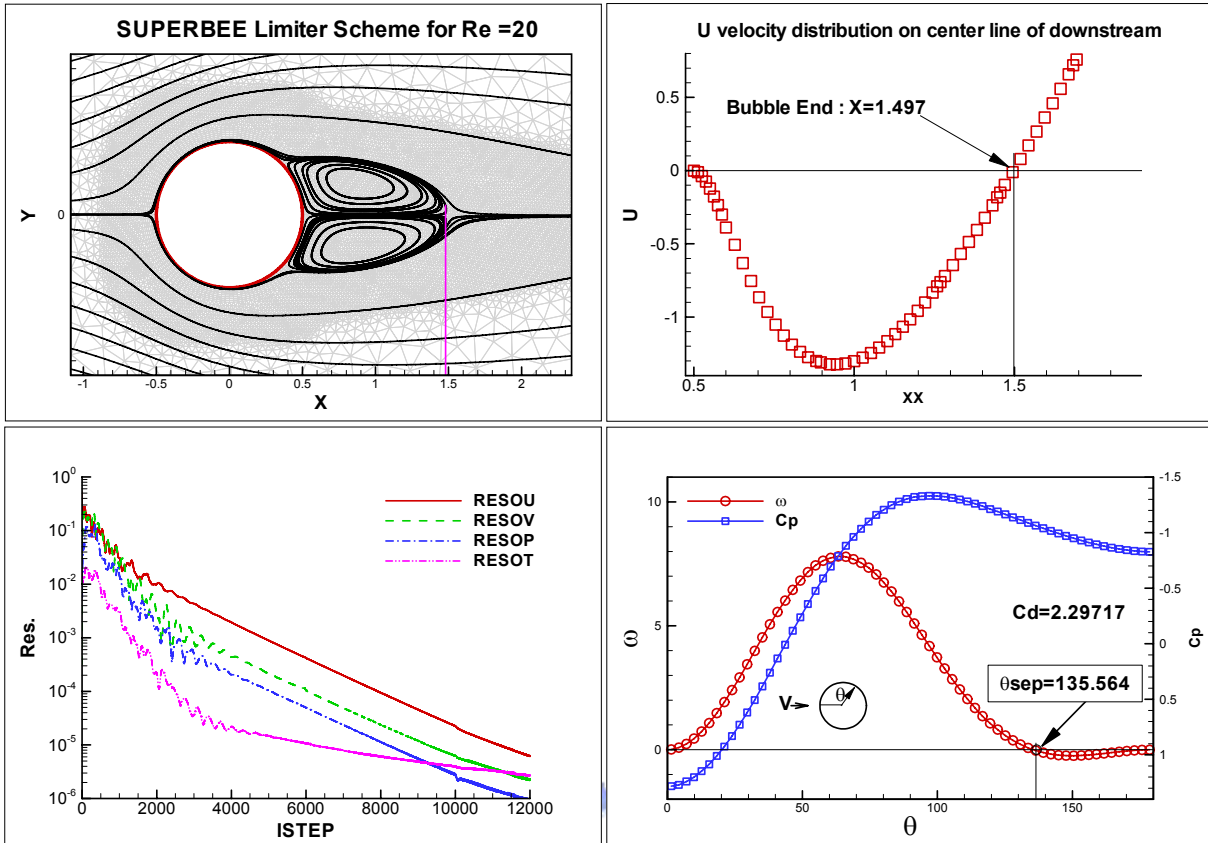 SUPERBEE Limiter Scheme for Re =20
Y
0
-1
-0.5
0
0.5
1
1.5
2
X
U velocity distribution on center line of downstream
Bubble End : X=1.497
U
0.5
0
-0.5
-1
0.5
1
1.5
xx
Res.
10^0
10^-1
10^-2
10^-3
10^-4
10^-5
10^-6
0
2000
4000
6000
8000
10000
12000
ISTEP
RESOU
RESOV
RESOP
RESOT
ω
Cp
ω
10
5
0
0
50
100
150
θ
-1.5
-1
-0.5
0
0.5
1
Cp
Cd=2.29717
θsep=135.564
V
θ